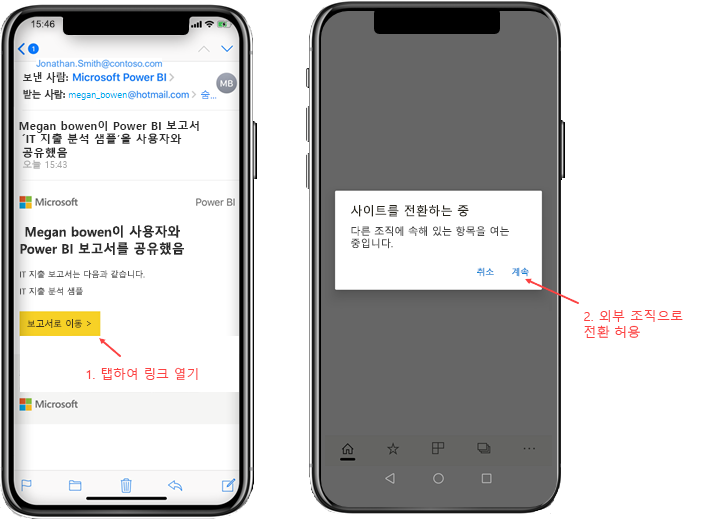 15:46
1
Jonathan.Smith@contoso.com
보낸 사람: Microsoft Power BI
받는 사람: megan_bowen@hotmail.com > 숨...
MB
Megan bowen이 Power BI 보고서
'IT 지출 분석 샘플'을 사용자와
공유했음
오늘 15:43
Microsoft
Power BI
Megan bowen이 사용자와
Power BI 보고서를 공유했음
IT 지출 보고서는 다음과 같습니다.
IT 지출 분석 샘플
보고서로 이동 >
1. 탭하여 링크 열기
Microsoft
사이트를 전환하는 중
다른 조직에 속해 있는 항목을 여는
중입니다.
취소
계속
2. 외부 조직으로
전환 허용